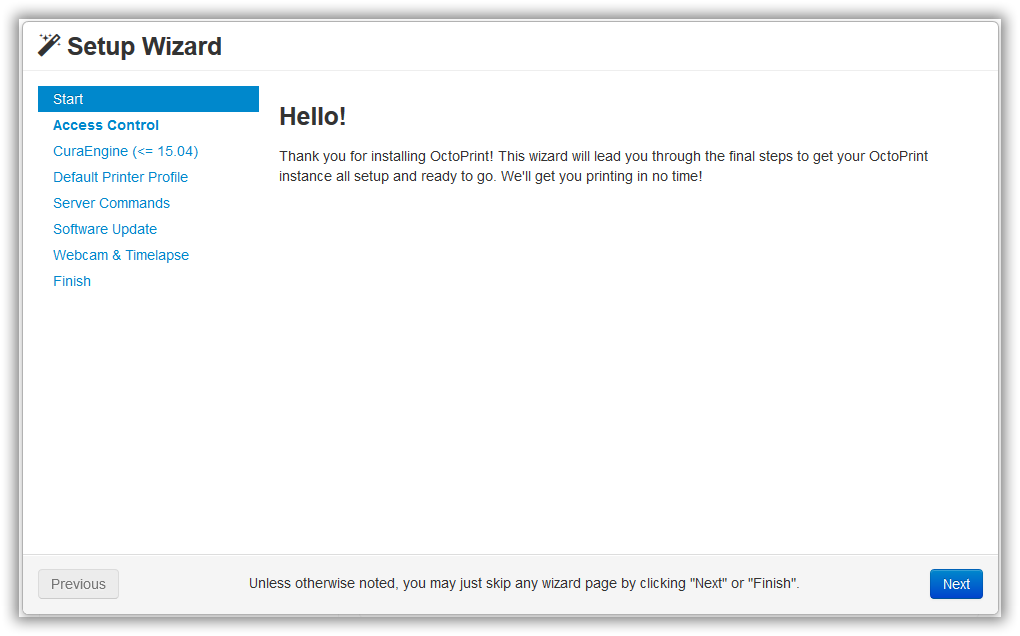 Setup Wizard
Start
Access Control
CuraEngine (<= 15.04)
Default Printer Profile
Server Commands
Software Update
Webcam & Timelapse
Finish
Hello!
Thank you for installing OctoPrint! This wizard will lead you through the final steps to get your OctoPrint
instance all setup and ready to go. We'll get you printing in no time!
Previous
Unless otherwise noted, you may just skip any wizard page by clicking "Next" or "Finish".
Next